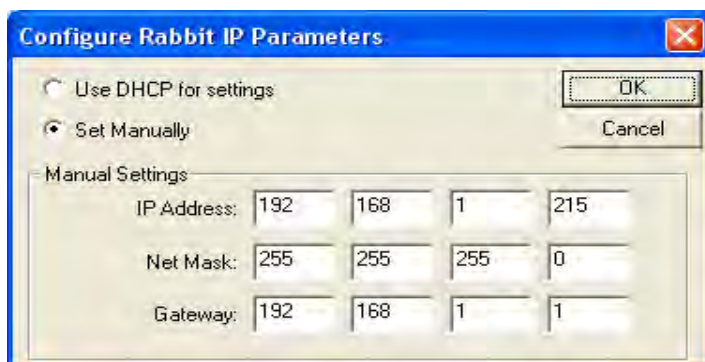 Configure Rabbit IP Parameters
Use DHCP for settings
OK
Set Manually
Cancel
Manual Settings
IP Address: 192 168 1 215
Net Mask: 255 255 255 0
Gateway: 192 168 1 1